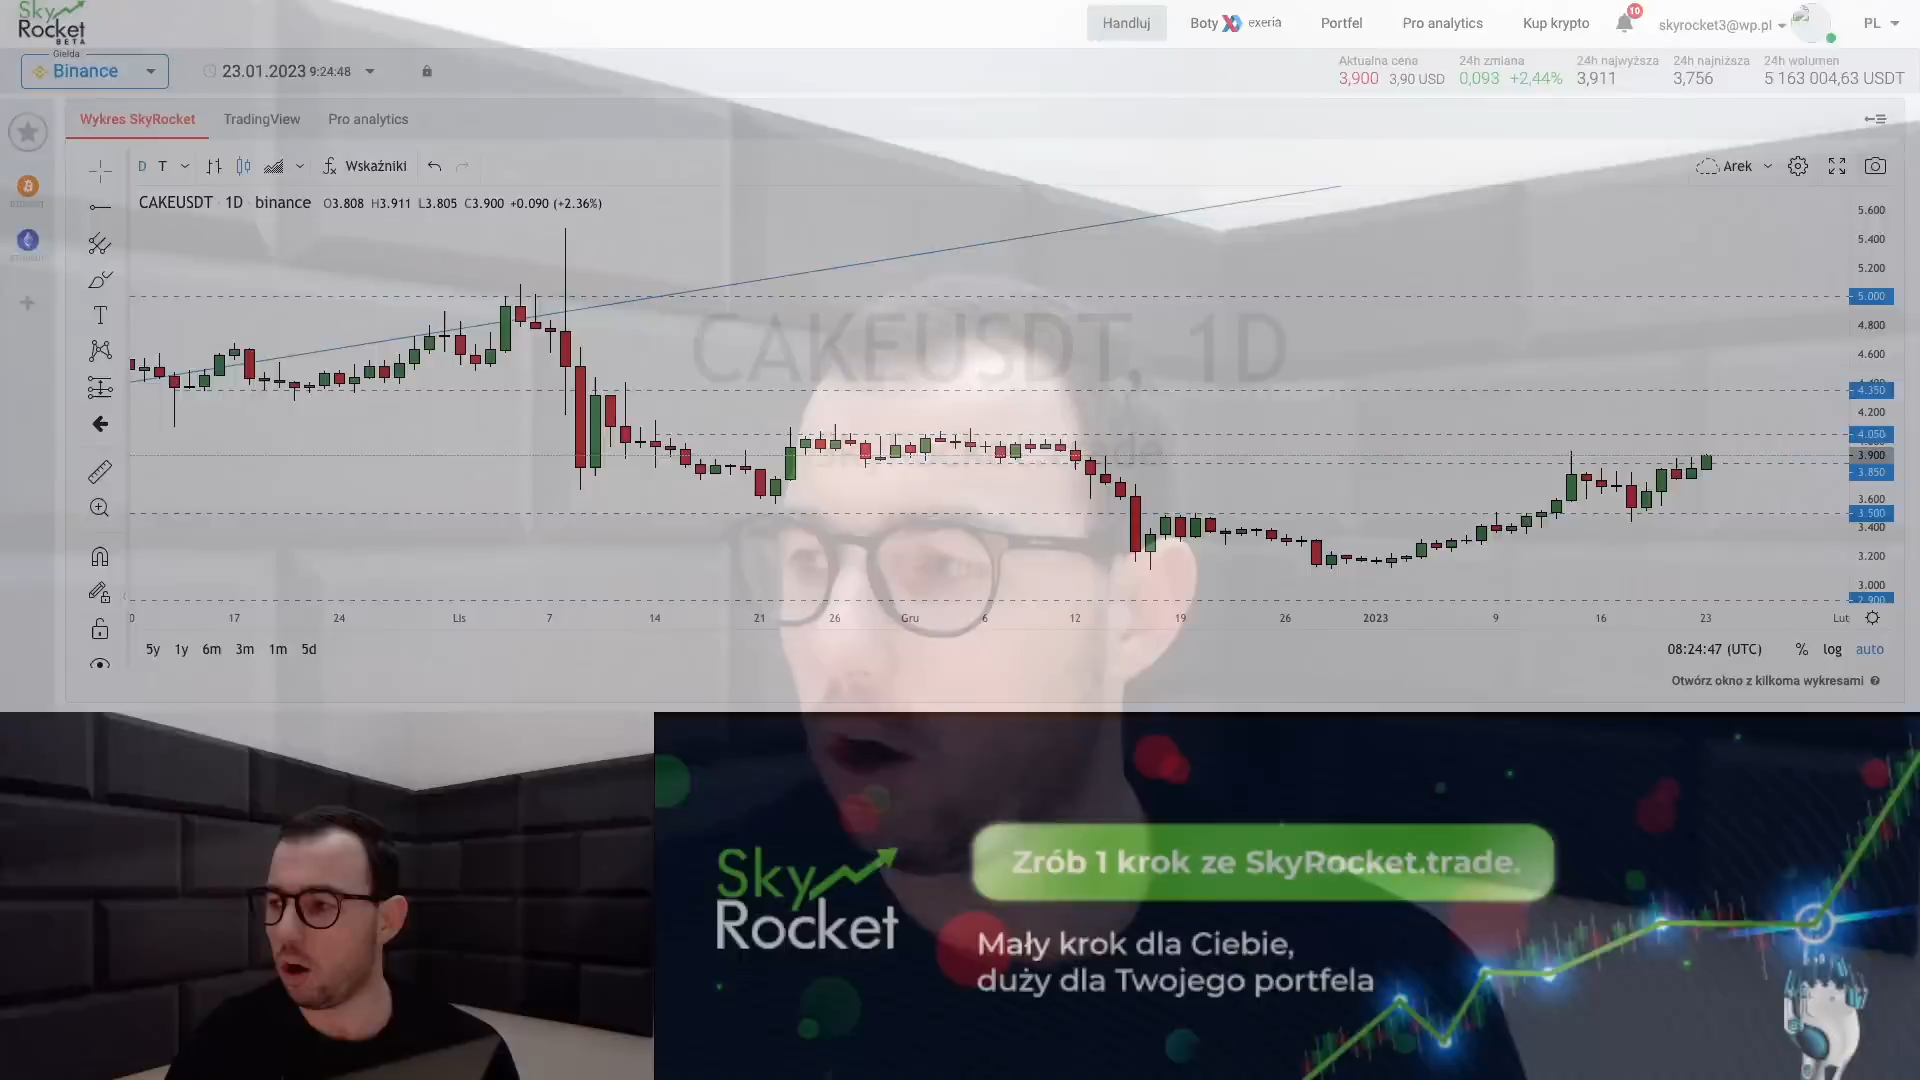 Sky
Rocket
BETA
Handluj
Boty exeria
Portfel
Pro analytics
Kup krypto
10
skyrocket3@wp.pl
PL
Giełda
Binance
23.01.2023 9:24:48
Aktualna cena
3,900 3,90 USD
24h zmiana
0,093 +2,44%
24h najwyższa
3,911
24h najniższa
3,756
24h wolumen
5 163 004,63 USDT
Wykres SkyRocket
TradingView
Pro analytics
D T
Wskaźniki
Arek
CAKEUSDT 1D binance O3.808 H3.911 L3.805 C3.900 +0.090 (+2.36%)
CAKEUSDT, 1D
5.600
5.400
5.200
5.000
4.800
4.600
4.350
4.200
4.050
3.900
3.850
3.600
3.500
3.400
3.200
3.000
2.900
0 17 24 Lis 7 14 21 26 Gru 6 12 19 26 2023 9 16 23 Lut
5y 1y 6m 3m 1m 5d
08:24:47 (UTC) % log auto
Otwórz okno z kilkoma wykresami
Sky
Rocket
Zrób 1 krok ze SkyRocket.trade.
Mały krok dla Ciebie,
duży dla Twojego portfela